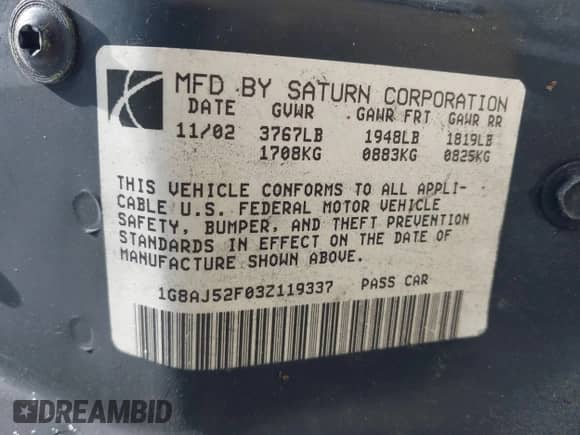 MFD BY SATURN CORPORATION
DATE GVWR GAWR FRT GAWR RR
11/02 3767LB 1948LB 1819LB
1708KG 0883KG 0825KG
THIS VEHICLE CONFORMS TO ALL APPLI-
CABLE U.S. FEDERAL MOTOR VEHICLE
SAFETY, BUMPER, AND THEFT PREVENTION
STANDARDS IN EFFECT ON THE DATE OF
MANUFACTURE SHOWN ABOVE.
1G8AJ52F03Z119337 PASS CAR
DREAMBID